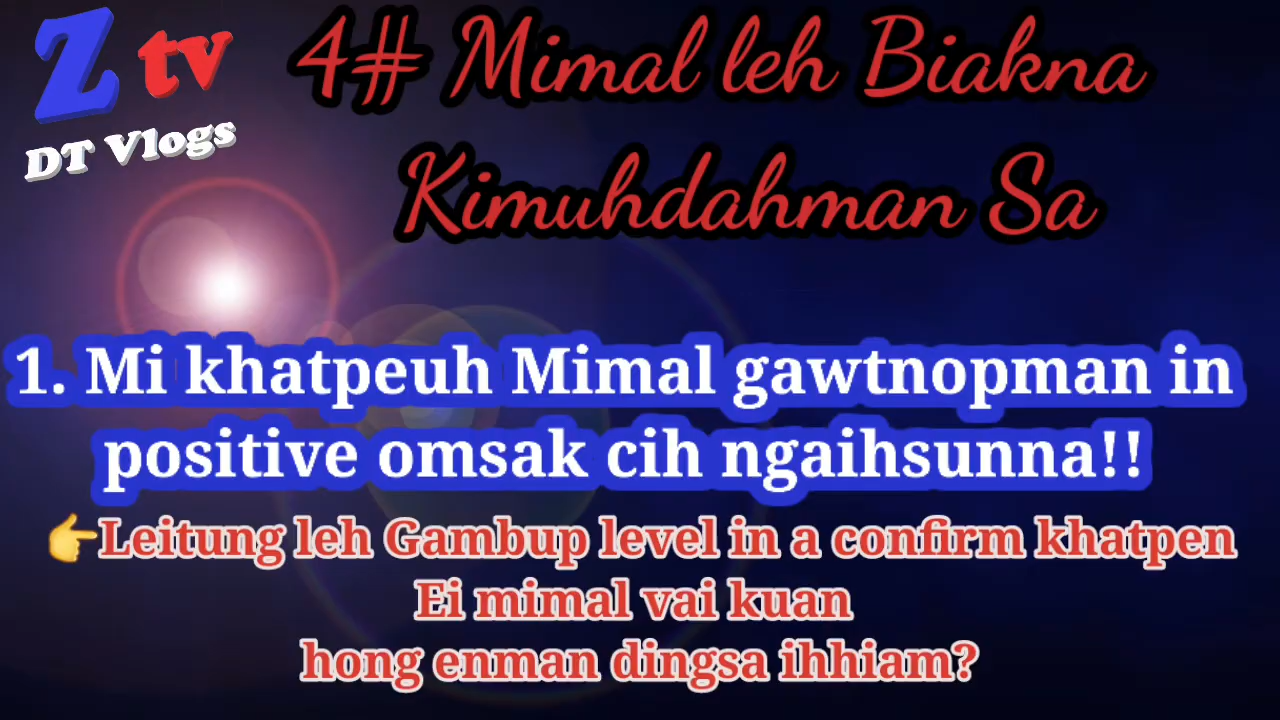 Z tv
DT Vlogs
4# Mimal leh Biakna
Kimuhdahman Sa
1. Mi khatpeuh Mimal gawtnopman in
positive omsak cih ngaihsunna!!
👉Leitung leh Gambup level in a confirm khatpen
Ei mimal vai kuan
hong enman dingsa ihhiam?